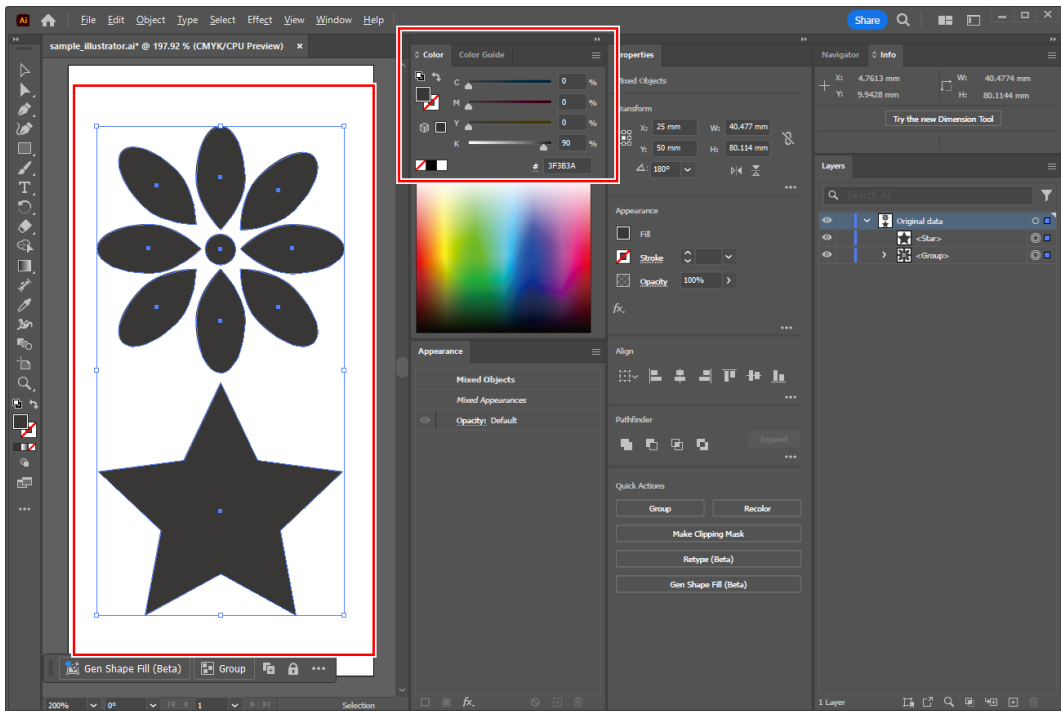 Ai File Edit Object Type Select Effect View Window Help Share
sample_illustrator.ai* @ 197.92 % (CMYK/CPU Preview) ×
Color Color Guide
C 0 %
M 0 %
Y 0 %
K 90 %
# 3F3B3A
Appearance
Mixed Objects
Mixed Appearances
Opacity: Default
fx.
Properties
Mixed Objects
Transform
X: 25 mm W: 40.477 mm
Y: 50 mm H: 80.114 mm
180°
Appearance
Fill
Stroke
Opacity 100%
fx.
Align
Pathfinder
Expand
Quick Actions
Group Recolor
Make Clipping Mask
Retype (Beta)
Gen Shape Fill (Beta)
Navigator Info
X: 4.7613 mm W: 40.4774 mm
Y: 9.9428 mm H: 80.1144 mm
Try the new Dimension Tool
Layers
Search All
Original data
<Star>
<Group>
1 Layer
Gen Shape Fill (Beta) Group
200% 0° 1 Selection